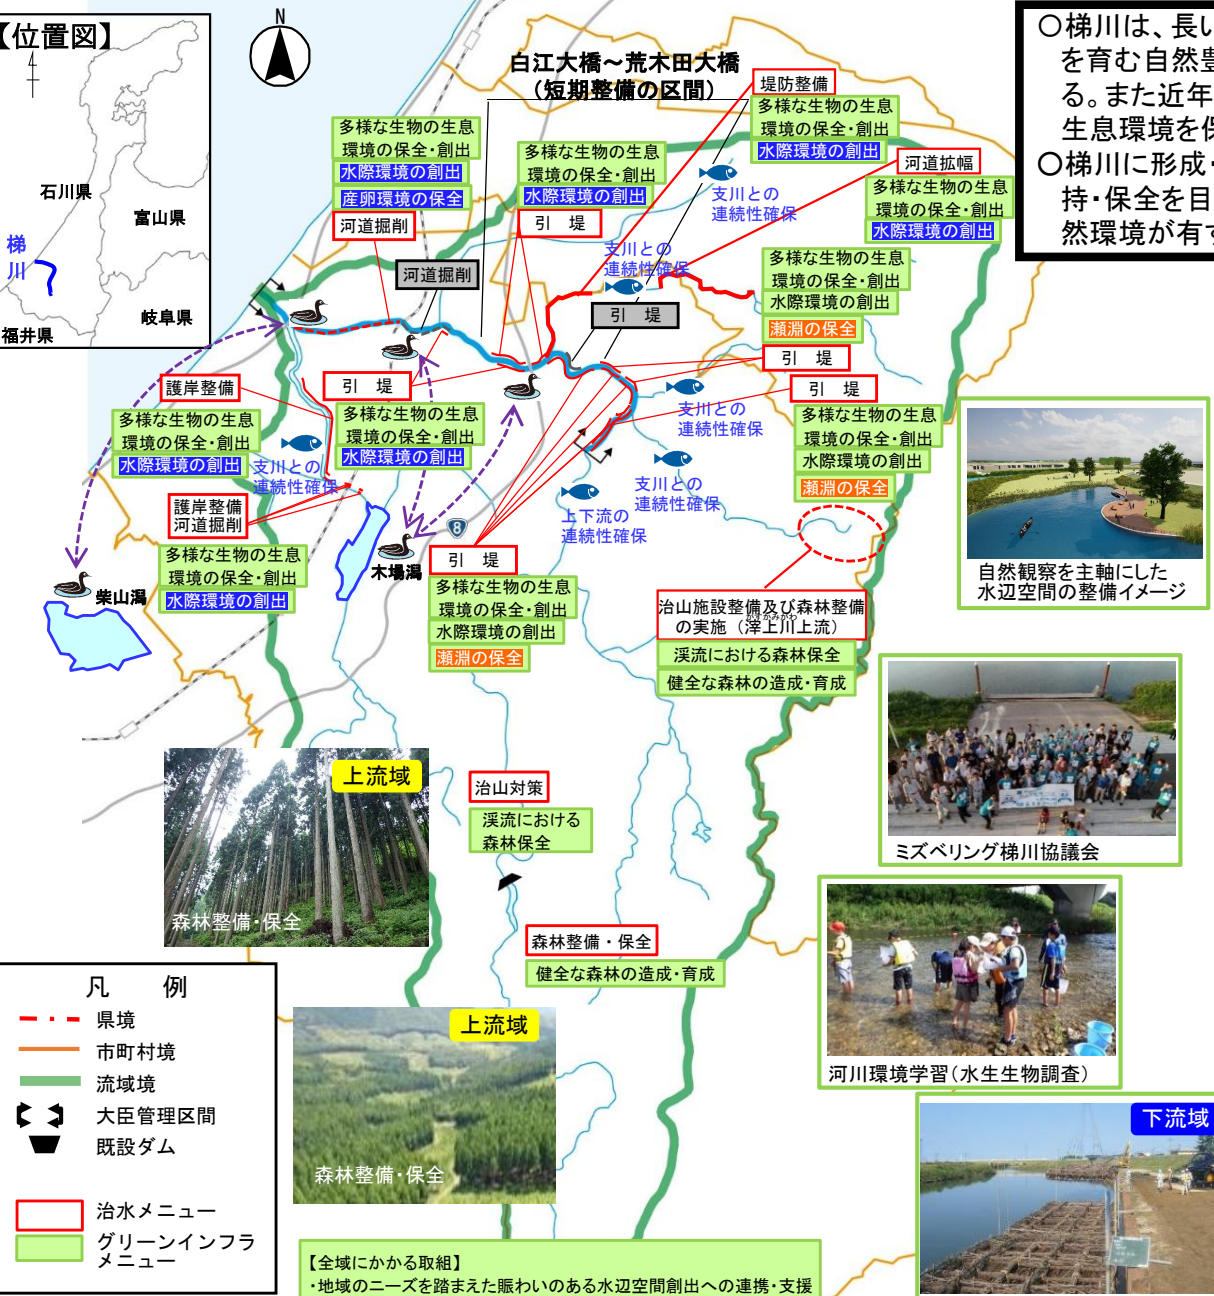 【位置図】
石川県
富山県
梯川
岐阜県
福井県
N
白江大橋～荒木田大橋
（短期整備の区間）
○梯川は、長い
を育む自然豊
る。また近年
生息環境を保
○梯川に形成・
持・保全を目
然環境が有す
堤防整備
多様な生物の生息
環境の保全・創出
水際環境の創出
多様な生物の生息
環境の保全・創出
水際環境の創出
産卵環境の保全
河道掘削
多様な生物の生息
環境の保全・創出
水際環境の創出
引　堤
支川との
連続性確保
河道拡幅
多様な生物の生息
環境の保全・創出
水際環境の創出
河道掘削
支川との
連続性確保
引　堤
多様な生物の生息
環境の保全・創出
水際環境の創出
瀬淵の保全
引　堤
引　堤
多様な生物の生息
環境の保全・創出
水際環境の創出
瀬淵の保全
護岸整備
多様な生物の生息
環境の保全・創出
水際環境の創出
引　堤
多様な生物の生息
環境の保全・創出
水際環境の創出
支川との
連続性確保
支川との
連続性確保
支川との
連続性確保
上下流の
連続性確保
護岸整備
河道掘削
多様な生物の生息
環境の保全・創出
水際環境の創出
8
木場潟
柴山潟
引　堤
多様な生物の生息
環境の保全・創出
水際環境の創出
瀬淵の保全
治山施設整備及び森林整備
の実施（滓上川上流）
かすかみがわ
渓流における森林保全
健全な森林の造成・育成
自然観察を主軸にした
水辺空間の整備イメージ
ミズベリング梯川協議会
上流域
森林整備・保全
治山対策
渓流における
森林保全
森林整備・保全
健全な森林の造成・育成
河川環境学習（水生生物調査）
上流域
森林整備・保全
下流域
凡　例
県境
市町村境
流域境
大臣管理区間
既設ダム
治水メニュー
グリーンインフラ
メニュー
【全域にかかる取組】
・地域のニーズを踏まえた賑わいのある水辺空間創出への連携・支援